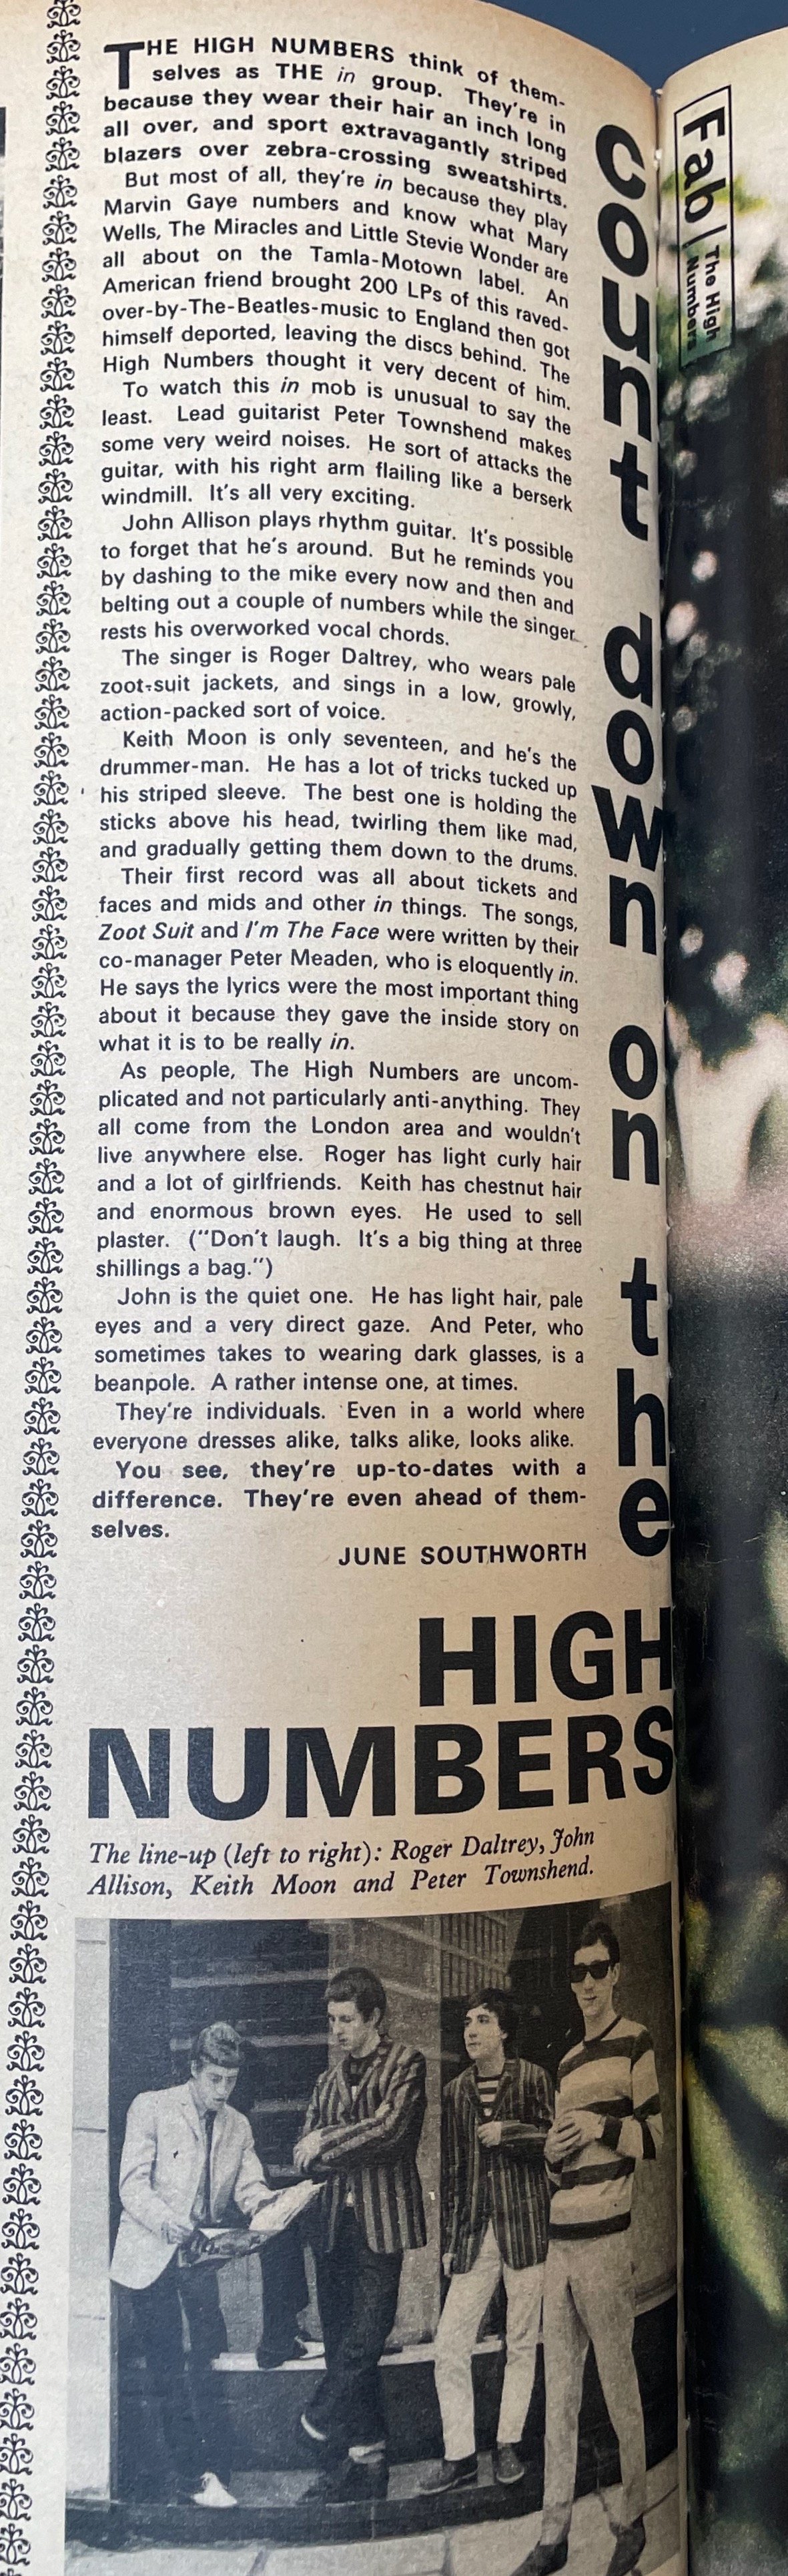 THE HIGH NUMBERS think of them-
selves as THE in group. They're in
because they wear their hair an inch long
all over, and sport extravagantly striped
blazers over zebra-crossing sweatshirts.
But most of all, they're in because they play
Marvin Gaye numbers and know what Mary
Wells, The Miracles and Little Stevie Wonder are
all about on the Tamla-Motown label. An
American friend brought 200 LPs of this raved-
over-by-The-Beatles-music to England then got
himself deported, leaving the discs behind. The
High Numbers thought it very decent of him.
To watch this in mob is unusual to say the
least. Lead guitarist Peter Townshend makes
some very weird noises. He sort of attacks the
guitar, with his right arm flailing like a berserk
windmill. It's all very exciting.
John Allison plays rhythm guitar. It's possible
to forget that he's around. But he reminds you
by dashing to the mike every now and then and
belting out a couple of numbers while the singer
rests his overworked vocal chords.
The singer is Roger Daltrey, who wears pale
zoot-suit jackets, and sings in a low, growly,
action-packed sort of voice.
Keith Moon is only seventeen, and he's the
drummer-man. He has a lot of tricks tucked up
his striped sleeve. The best one is holding the
sticks above his head, twirling them like mad,
and gradually getting them down to the drums.
Their first record was all about tickets and
faces and mids and other in things. The songs,
Zoot Suit and I'm The Face were written by their
co-manager Peter Meaden, who is eloquently in.
He says the lyrics were the most important thing
about it because they gave the inside story on
what it is to be really in.
As people, The High Numbers are uncom-
plicated and not particularly anti-anything. They
all come from the London area and wouldn't
live anywhere else. Roger has light curly hair
and a lot of girlfriends. Keith has chestnut hair
and enormous brown eyes. He used to sell
plaster. ("Don't laugh. It's a big thing at three
shillings a bag.")
John is the quiet one. He has light hair, pale
eyes and a very direct gaze. And Peter, who
sometimes takes to wearing dark glasses, is a
beanpole. A rather intense one, at times.
They're individuals. Even in a world where
everyone dresses alike, talks alike, looks alike.
You see, they're up-to-dates with a
difference. They're even ahead of them-
selves.
JUNE SOUTHWORTH
count down on the
HIGH
NUMBERS
The line-up (left to right): Roger Daltrey, John
Allison, Keith Moon and Peter Townshend.
Fab
The High
Numbers